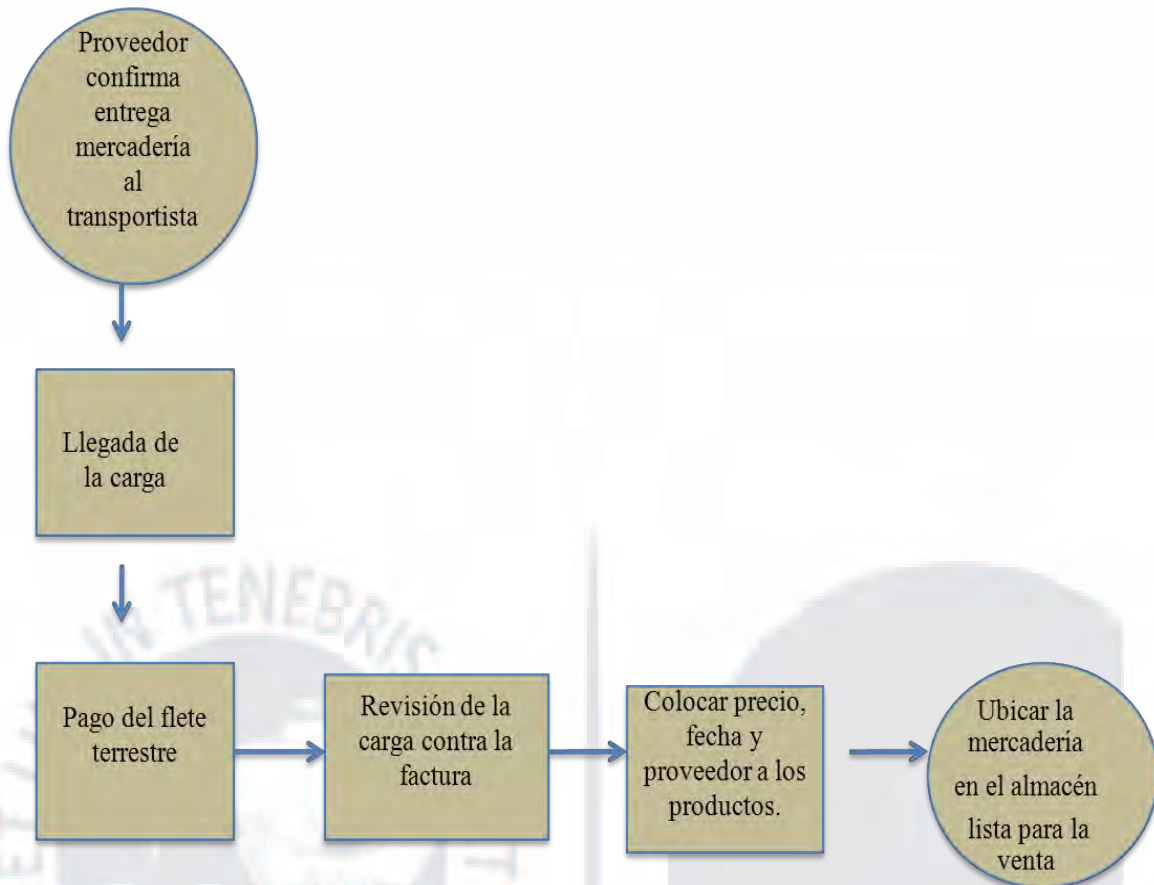 Proveedor
confirma
entrega
mercadería
al
transportista
Llegada de
la carga
IN TENEBRIS
Pago del flete
terrestre
Revisión de la
carga contra la
factura
Colocar precio,
fecha y
proveedor a los
productos.
Ubicar la
mercadería
en el almacén
lista para la
venta